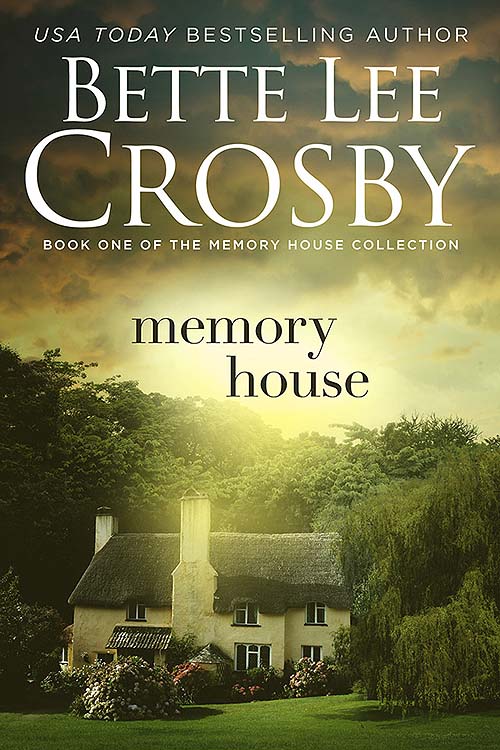 USA TODAY BESTSELLING AUTHOR
BETTE LEE
CROSBY
BOOK ONE OF THE MEMORY HOUSE COLLECTION
memory
house